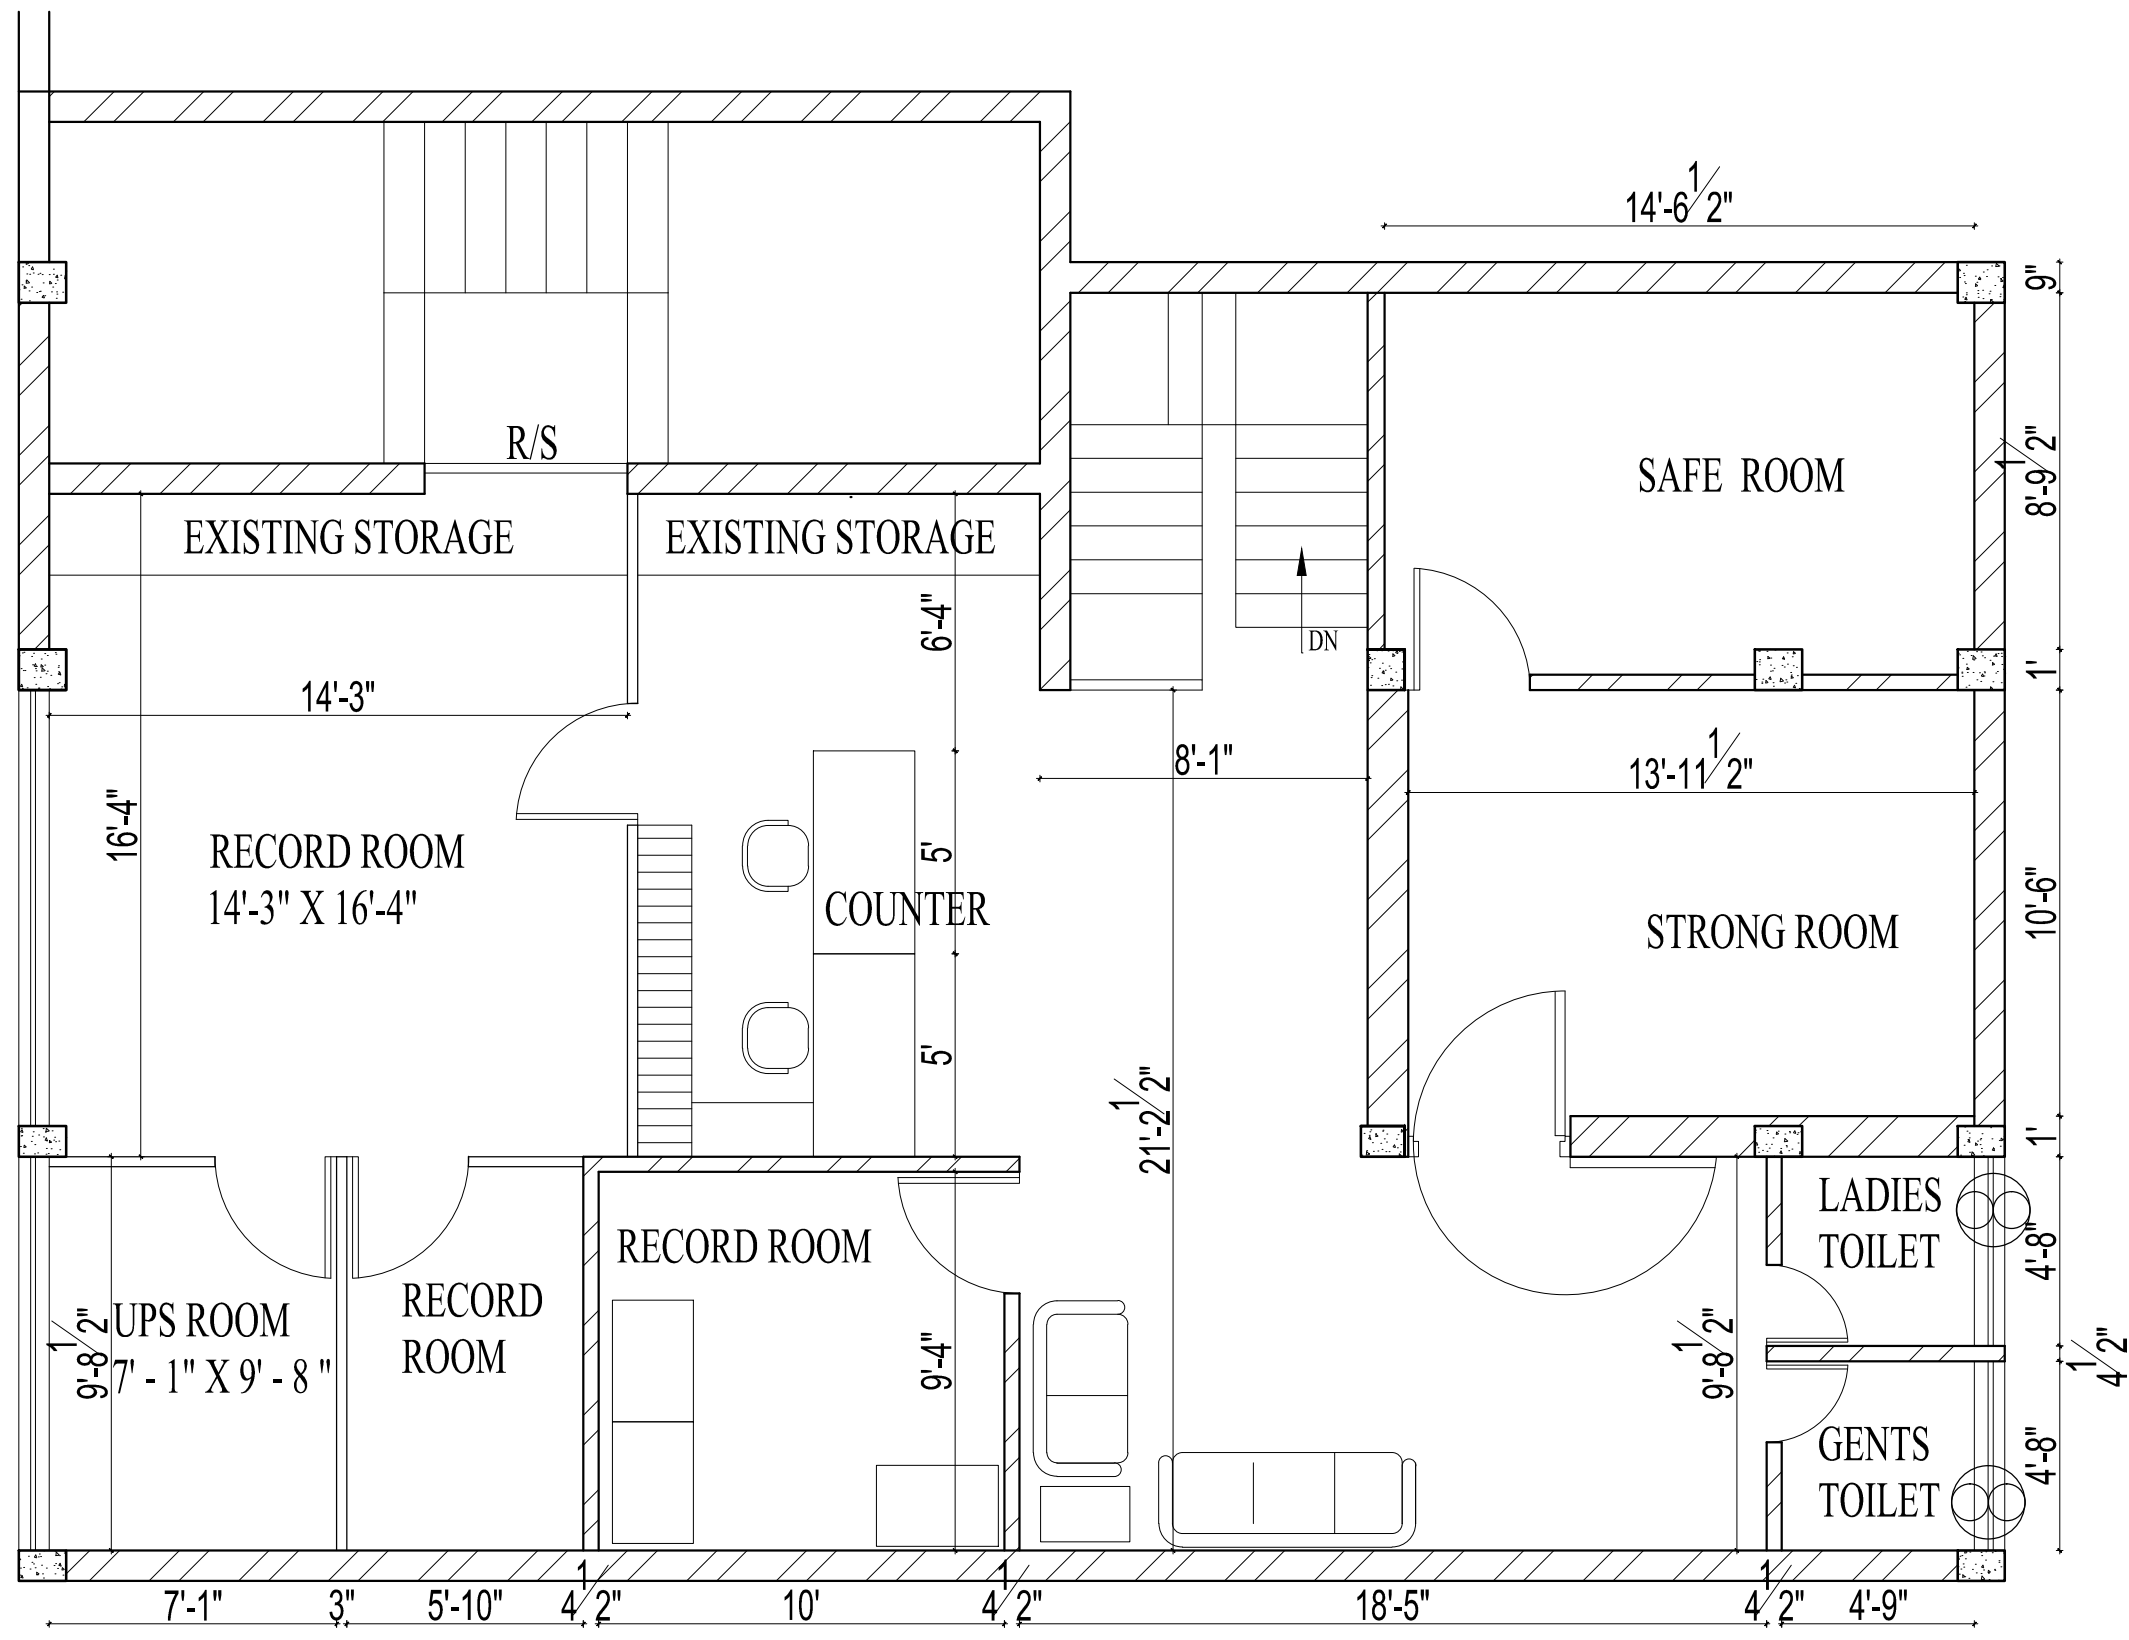 14'-6 1/2"
9"
R/S
SAFE ROOM
8'-9 1/2"
EXISTING STORAGE
EXISTING STORAGE
6'-4"
DN
1'
14'-3"
8'-1"
13'-11 1/2"
16'-4"
RECORD ROOM
14'-3" X 16'-4"
5'
COUNTER
STRONG ROOM
10'-6"
5'
21'-2 1/2"
1'
LADIES
TOILET
4'-8"
RECORD ROOM
RECORD
ROOM
UPS ROOM
7' - 1" X 9' - 8 "
9'-8 1/2"
9'-4"
9'-8 1/2"
4 1/2"
GENTS
TOILET
4'-8"
7'-1"
3"
5'-10"
4 1/2"
10'
4 1/2"
18'-5"
4 1/2"
4'-9"